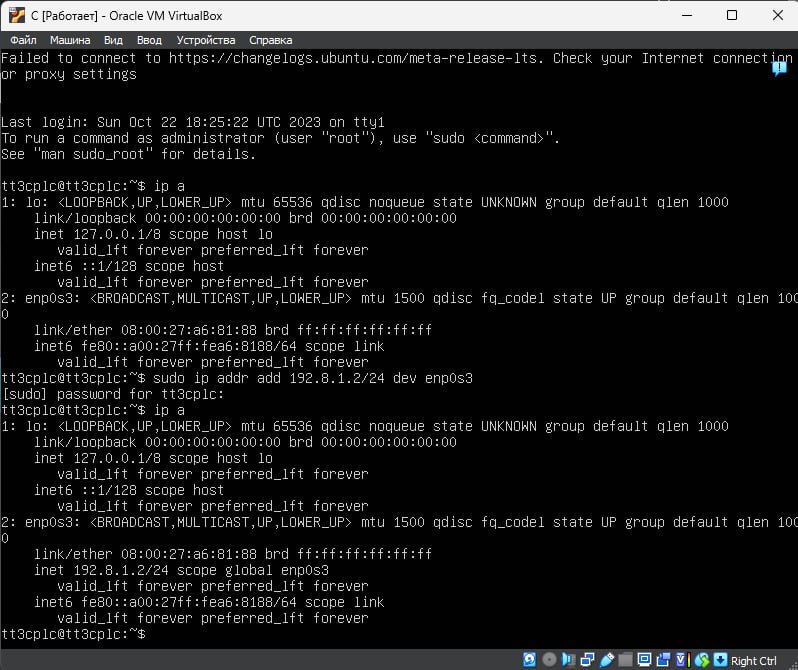 C [Работает] - Oracle VM VirtualBox
Файл Машина Вид Ввод Устройства Справка
Failed to connect to https://changelogs.ubuntu.com/meta-release-lts. Check your Internet connection
or proxy settings
Last login: Sun Oct 22 18:25:22 UTC 2023 on tty1
To run a command as administrator (user "root"), use "sudo <command>".
See "man sudo_root" for details.
tt3cplc@tt3cplc:~$ ip a
1: lo: <LOOPBACK,UP,LOWER_UP> mtu 65536 qdisc noqueue state UNKNOWN group default qlen 1000
link/loopback 00:00:00:00:00:00 brd 00:00:00:00:00:00
inet 127.0.0.1/8 scope host lo
valid_lft forever preferred_lft forever
inet6 ::1/128 scope host
valid_lft forever preferred_lft forever
2: enp0s3: <BROADCAST,MULTICAST,UP,LOWER_UP> mtu 1500 qdisc fq_codel state UP group default qlen 100
0
link/ether 08:00:27:a6:81:88 brd ff:ff:ff:ff:ff:ff
inet6 fe80::a00:27ff:fea6:8188/64 scope link
valid_lft forever preferred_lft forever
tt3cplc@tt3cplc:~$ sudo ip addr add 192.8.1.2/24 dev enp0s3
[sudo] password for tt3cplc:
tt3cplc@tt3cplc:~$ ip a
1: lo: <LOOPBACK,UP,LOWER_UP> mtu 65536 qdisc noqueue state UNKNOWN group default qlen 1000
link/loopback 00:00:00:00:00:00 brd 00:00:00:00:00:00
inet 127.0.0.1/8 scope host lo
valid_lft forever preferred_lft forever
inet6 ::1/128 scope host
valid_lft forever preferred_lft forever
2: enp0s3: <BROADCAST,MULTICAST,UP,LOWER_UP> mtu 1500 qdisc fq_codel state UP group default qlen 100
0
link/ether 08:00:27:a6:81:88 brd ff:ff:ff:ff:ff:ff
inet 192.8.1.2/24 scope global enp0s3
valid_lft forever preferred_lft forever
inet6 fe80::a00:27ff:fea6:8188/64 scope link
valid_lft forever preferred_lft forever
tt3cplc@tt3cplc:~$
Right Ctrl